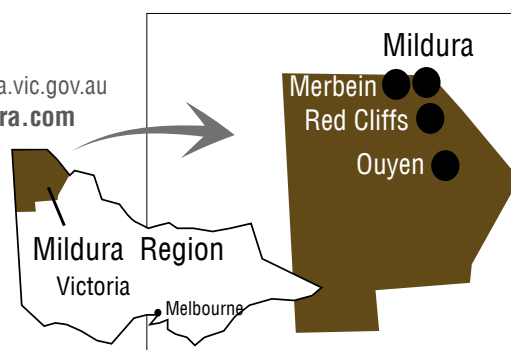 a.vic.gov.au
ra.com
Mildura
Merbein
Red Cliffs
Ouyen
Mildura Region
Victoria
Melbourne